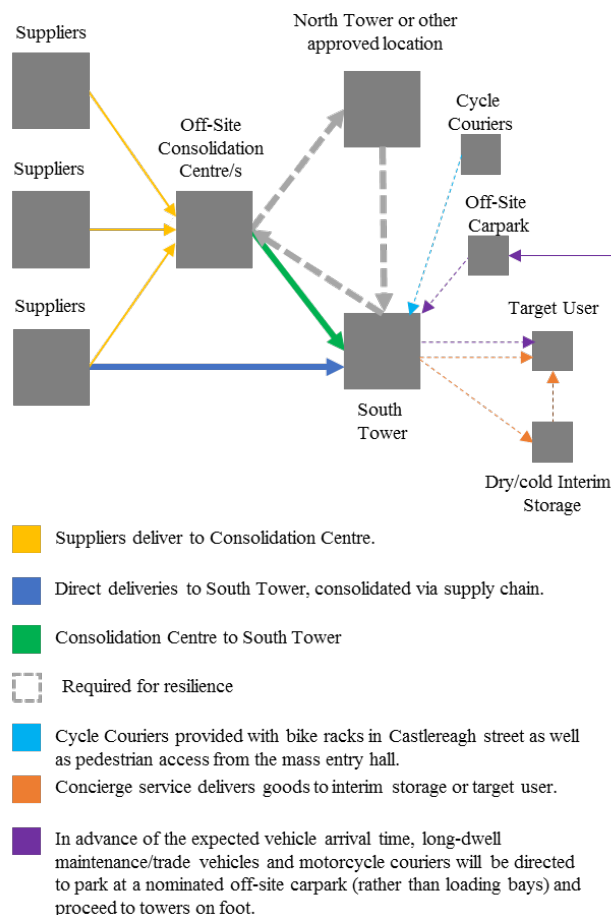 Suppliers
North Tower or other
approved location
Off-Site
Consolidation
Centre/s
Cycle
Couriers
Suppliers
Off-Site
Carpark
Suppliers
Target User
South
Tower
Dry/cold Interim
Storage
Suppliers deliver to Consolidation Centre.
Direct deliveries to South Tower, consolidated via supply chain.
Consolidation Centre to South Tower
Required for resilience
Cycle Couriers provided with bike racks in Castlereagh street as well
as pedestrian access from the mass entry hall.
Concierge service delivers goods to interim storage or target user.
In advance of the expected vehicle arrival time, long-dwell
maintenance/trade vehicles and motorcycle couriers will be directed
to park at a nominated off-site carpark (rather than loading bays) and
proceed to towers on foot.